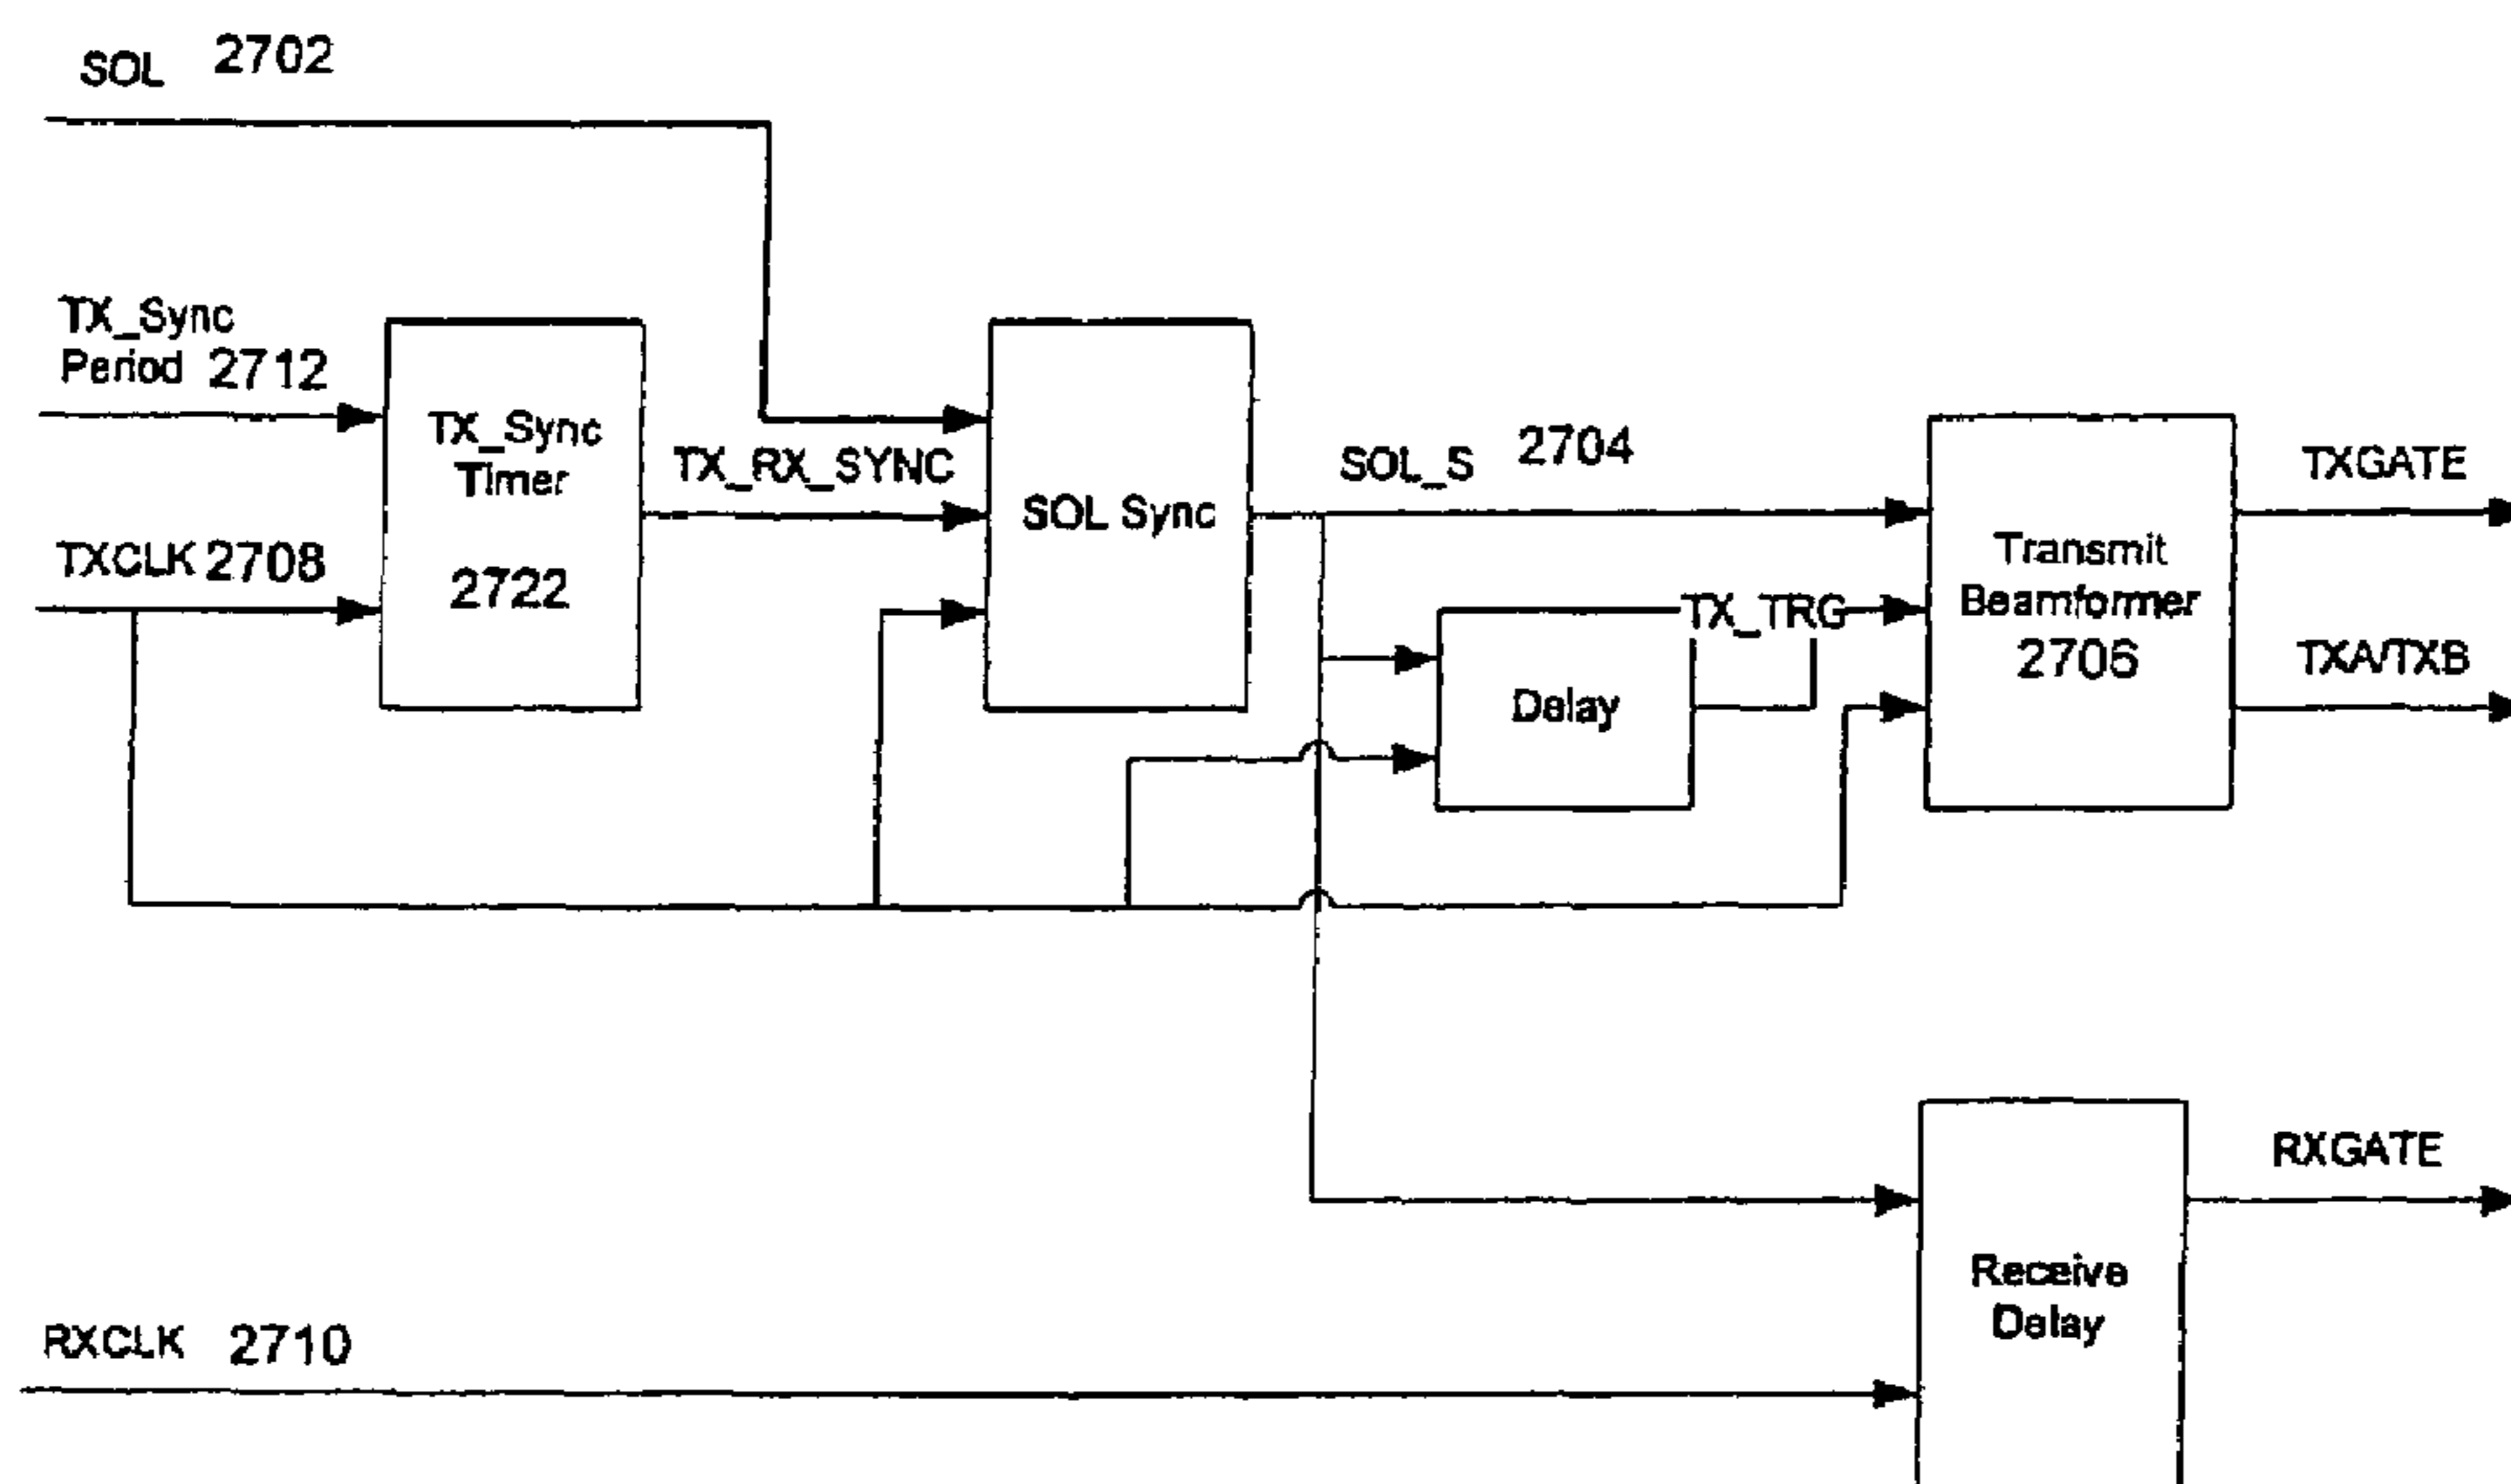 SOL 2702
TX_Sync
Period 2712
TX_Sync
Timer
2722
TXCLK 2708
TX_RX_SYNC
SOL Sync
SOL_S 2704
TX_TRG
Delay
Transmit
Beamformer
2706
TXGATE
TXA/TXB
RXGATE
Receive
Delay
RXCLK 2710